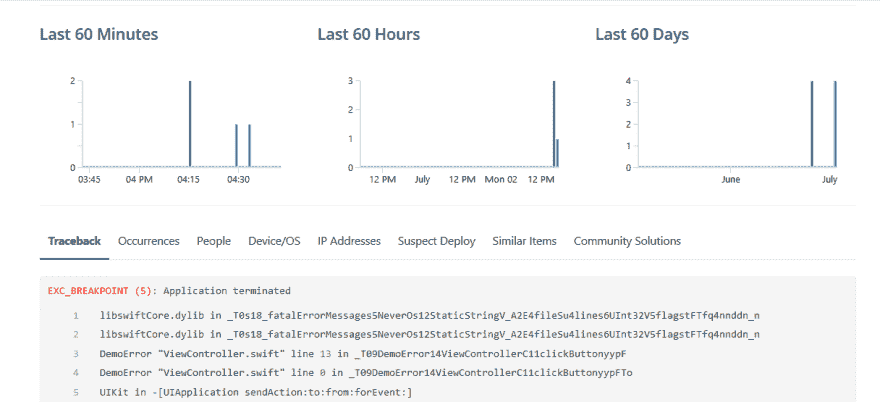 Last 60 Minutes Last 60 Hours Last 60 Days
2 3 4
3
2
1 2
1 1
0 0 0
03:45 04 PM 04:15 04:30 12 PM July 12 PM Mon 02 12 PM June July
Traceback Occurrences People Device/OS IP Addresses Suspect Deploy Similar Items Community Solutions
EXC_BREAKPOINT (5): Application terminated
1 libswiftCore.dylib in _T0s18_fatalErrorMessages5NeverOs12StaticStringV_A2E4fileSu4lines6UInt32V5flagstFTfq4nnddn_n
2 libswiftCore.dylib in _T0s18_fatalErrorMessages5NeverOs12StaticStringV_A2E4fileSu4lines6UInt32V5flagstFTfq4nnddn_n
3 DemoError "ViewController.swift" line 13 in _T09DemoError14ViewControllerC11clickButtonyypF
4 DemoError "ViewController.swift" line 0 in _T09DemoError14ViewControllerC11clickButtonyypFTo
5 UIKit in -[UIApplication sendAction:to:from:forEvent:]